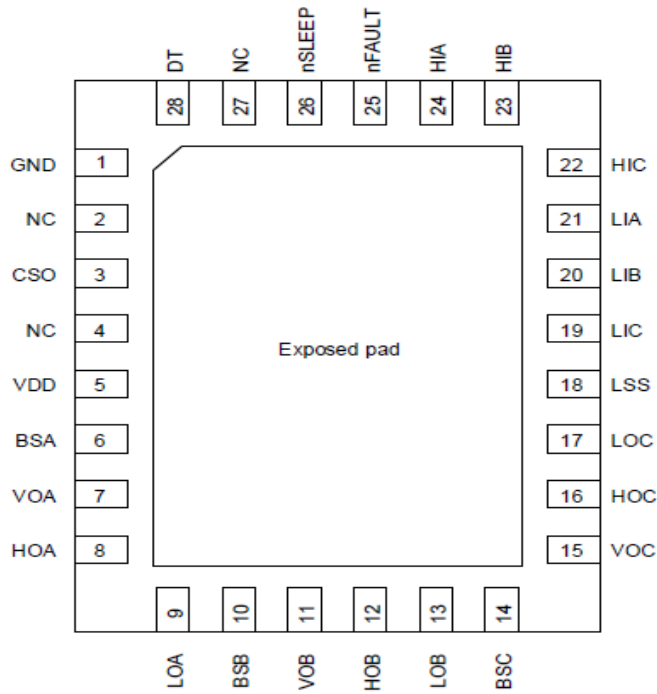 DT NC nSLEEP nFAULT HIA HIB
28 27 26 25 24 23
GND 1 22 HIC
NC 2 21 LIA
CSO 3 20 LIB
NC 4 19 LIC
Exposed pad
VDD 5 18 LSS
BSA 6 17 LOC
VOA 7 16 HOC
HOA 8 15 VOC
9 10 11 12 13 14
LOA BSB VOB HOB LOB BSC